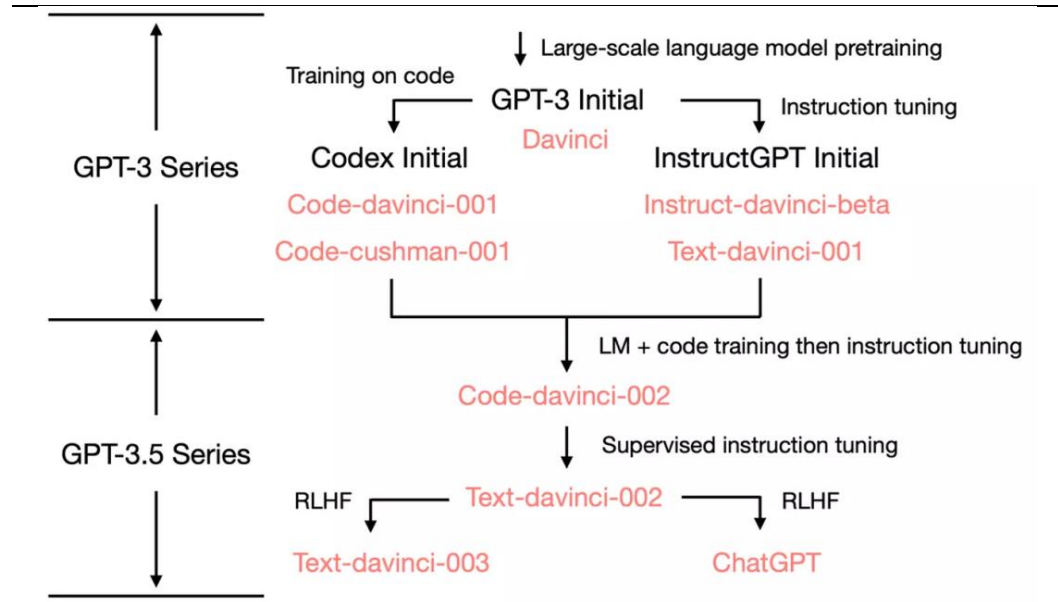 Large-scale language model pretraining
Training on code
GPT-3 Initial
Instruction tuning
Davinci
Codex Initial
InstructGPT Initial
GPT-3 Series
Code-davinci-001
Instruct-davinci-beta
Code-cushman-001
Text-davinci-001
LM + code training then instruction tuning
Code-davinci-002
GPT-3.5 Series
Supervised instruction tuning
RLHF
Text-davinci-002
RLHF
Text-davinci-003
ChatGPT